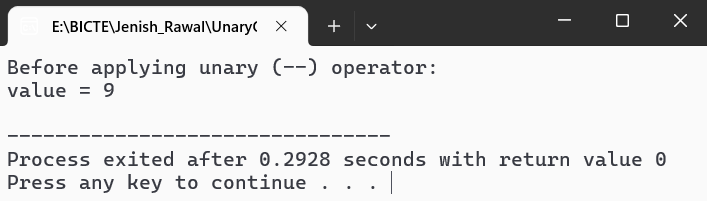 E:\BICTE\Jenish_Rawal\Unary
Before applying unary (--) operator:
value = 9
--------------------------------
Process exited after 0.2928 seconds with return value 0
Press any key to continue . . .